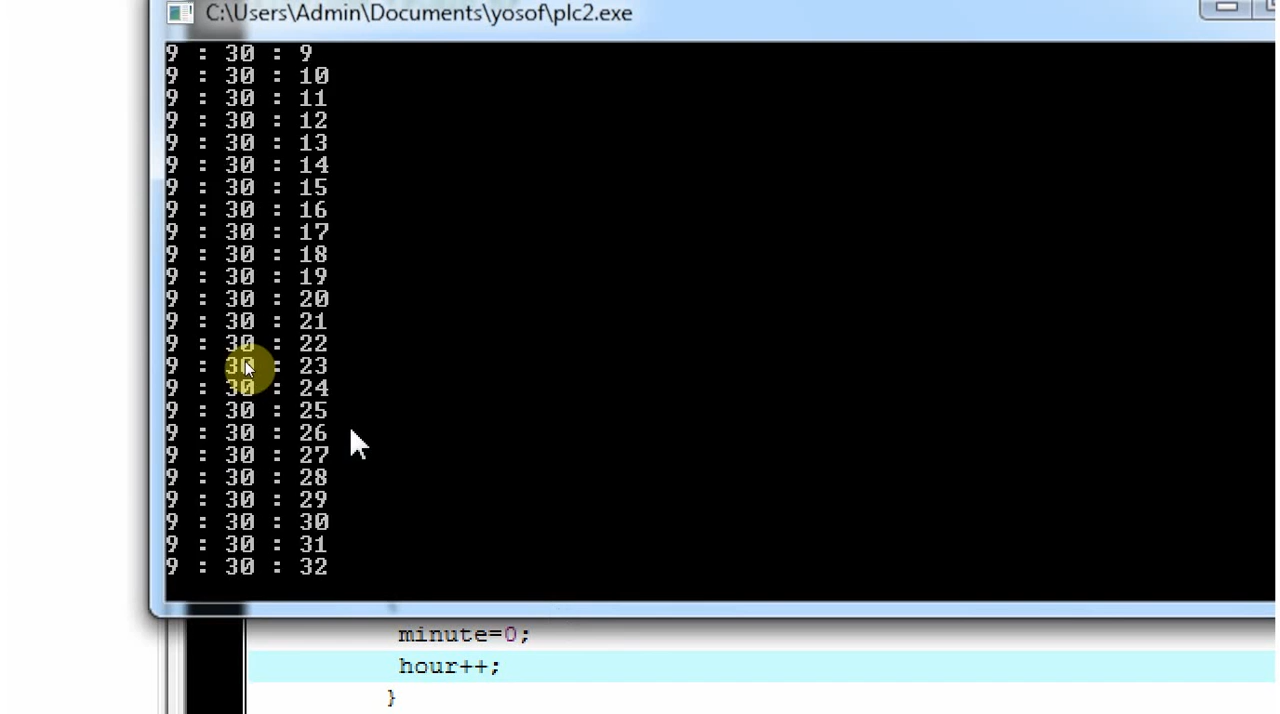 C:\Users\Admin\Documents\yosof\plc2.exe
9 : 30 : 9
9 : 30 : 10
9 : 30 : 11
9 : 30 : 12
9 : 30 : 13
9 : 30 : 14
9 : 30 : 15
9 : 30 : 16
9 : 30 : 17
9 : 30 : 18
9 : 30 : 19
9 : 30 : 20
9 : 30 : 21
9 : 30 : 22
9 : 30 : 23
9 : 30 : 24
9 : 30 : 25
9 : 30 : 26
9 : 30 : 27
9 : 30 : 28
9 : 30 : 29
9 : 30 : 30
9 : 30 : 31
9 : 30 : 32
minute=0;
hour++;
}